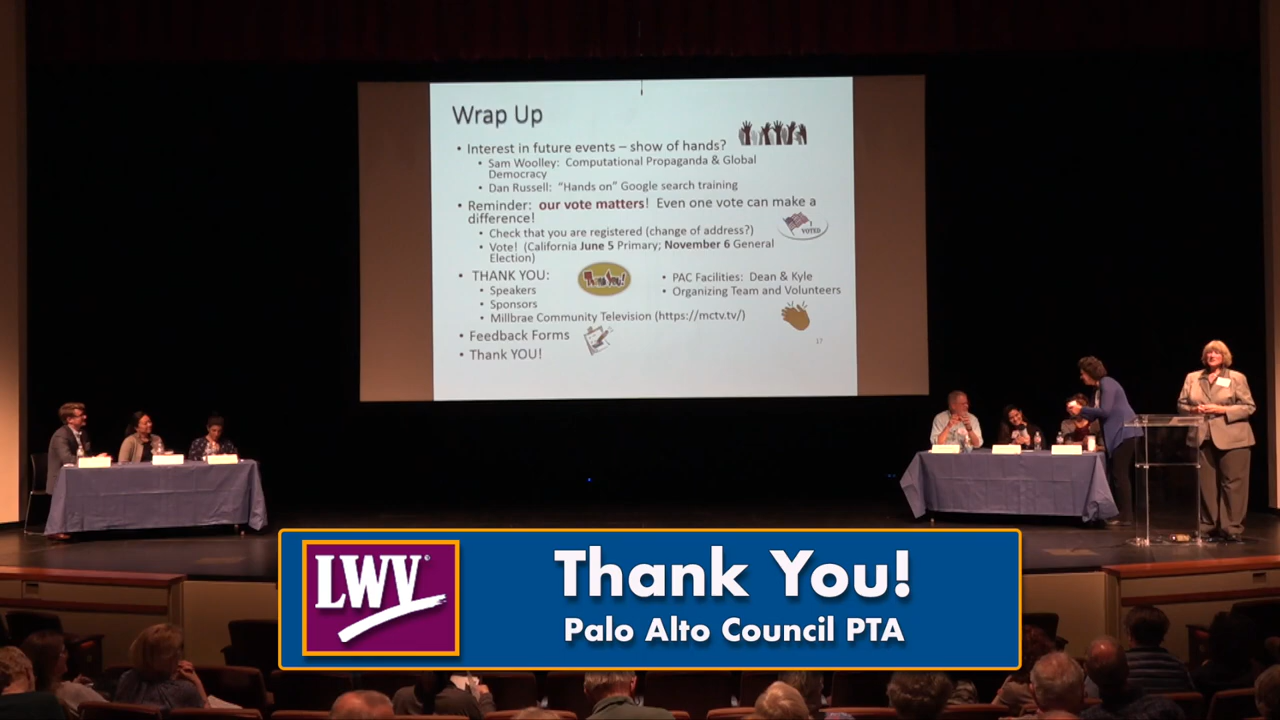 Wrap Up
• Interest in future events – show of hands?
• Sam Woolley: Computational Propaganda & Global
Democracy
• Dan Russell: “Hands on” Google search training
• Reminder: our vote matters! Even one vote can make a
difference!
• Check that you are registered (change of address?)
• Vote! (California June 5 Primary; November 6 General
Election)
I VOTED
• THANK YOU:
• Speakers
• Sponsors
• Millbrae Community Television (https://mctv.tv/)
Thank You!
• PAC Facilities: Dean & Kyle
• Organizing Team and Volunteers
• Feedback Forms
• Thank YOU!
17
LWV®
Thank You!
Palo Alto Council PTA